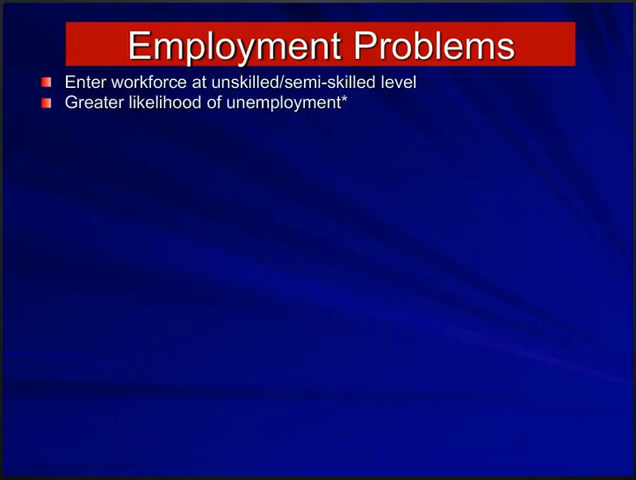 Employment Problems
Enter workforce at unskilled/semi-skilled level
Greater likelihood of unemployment*